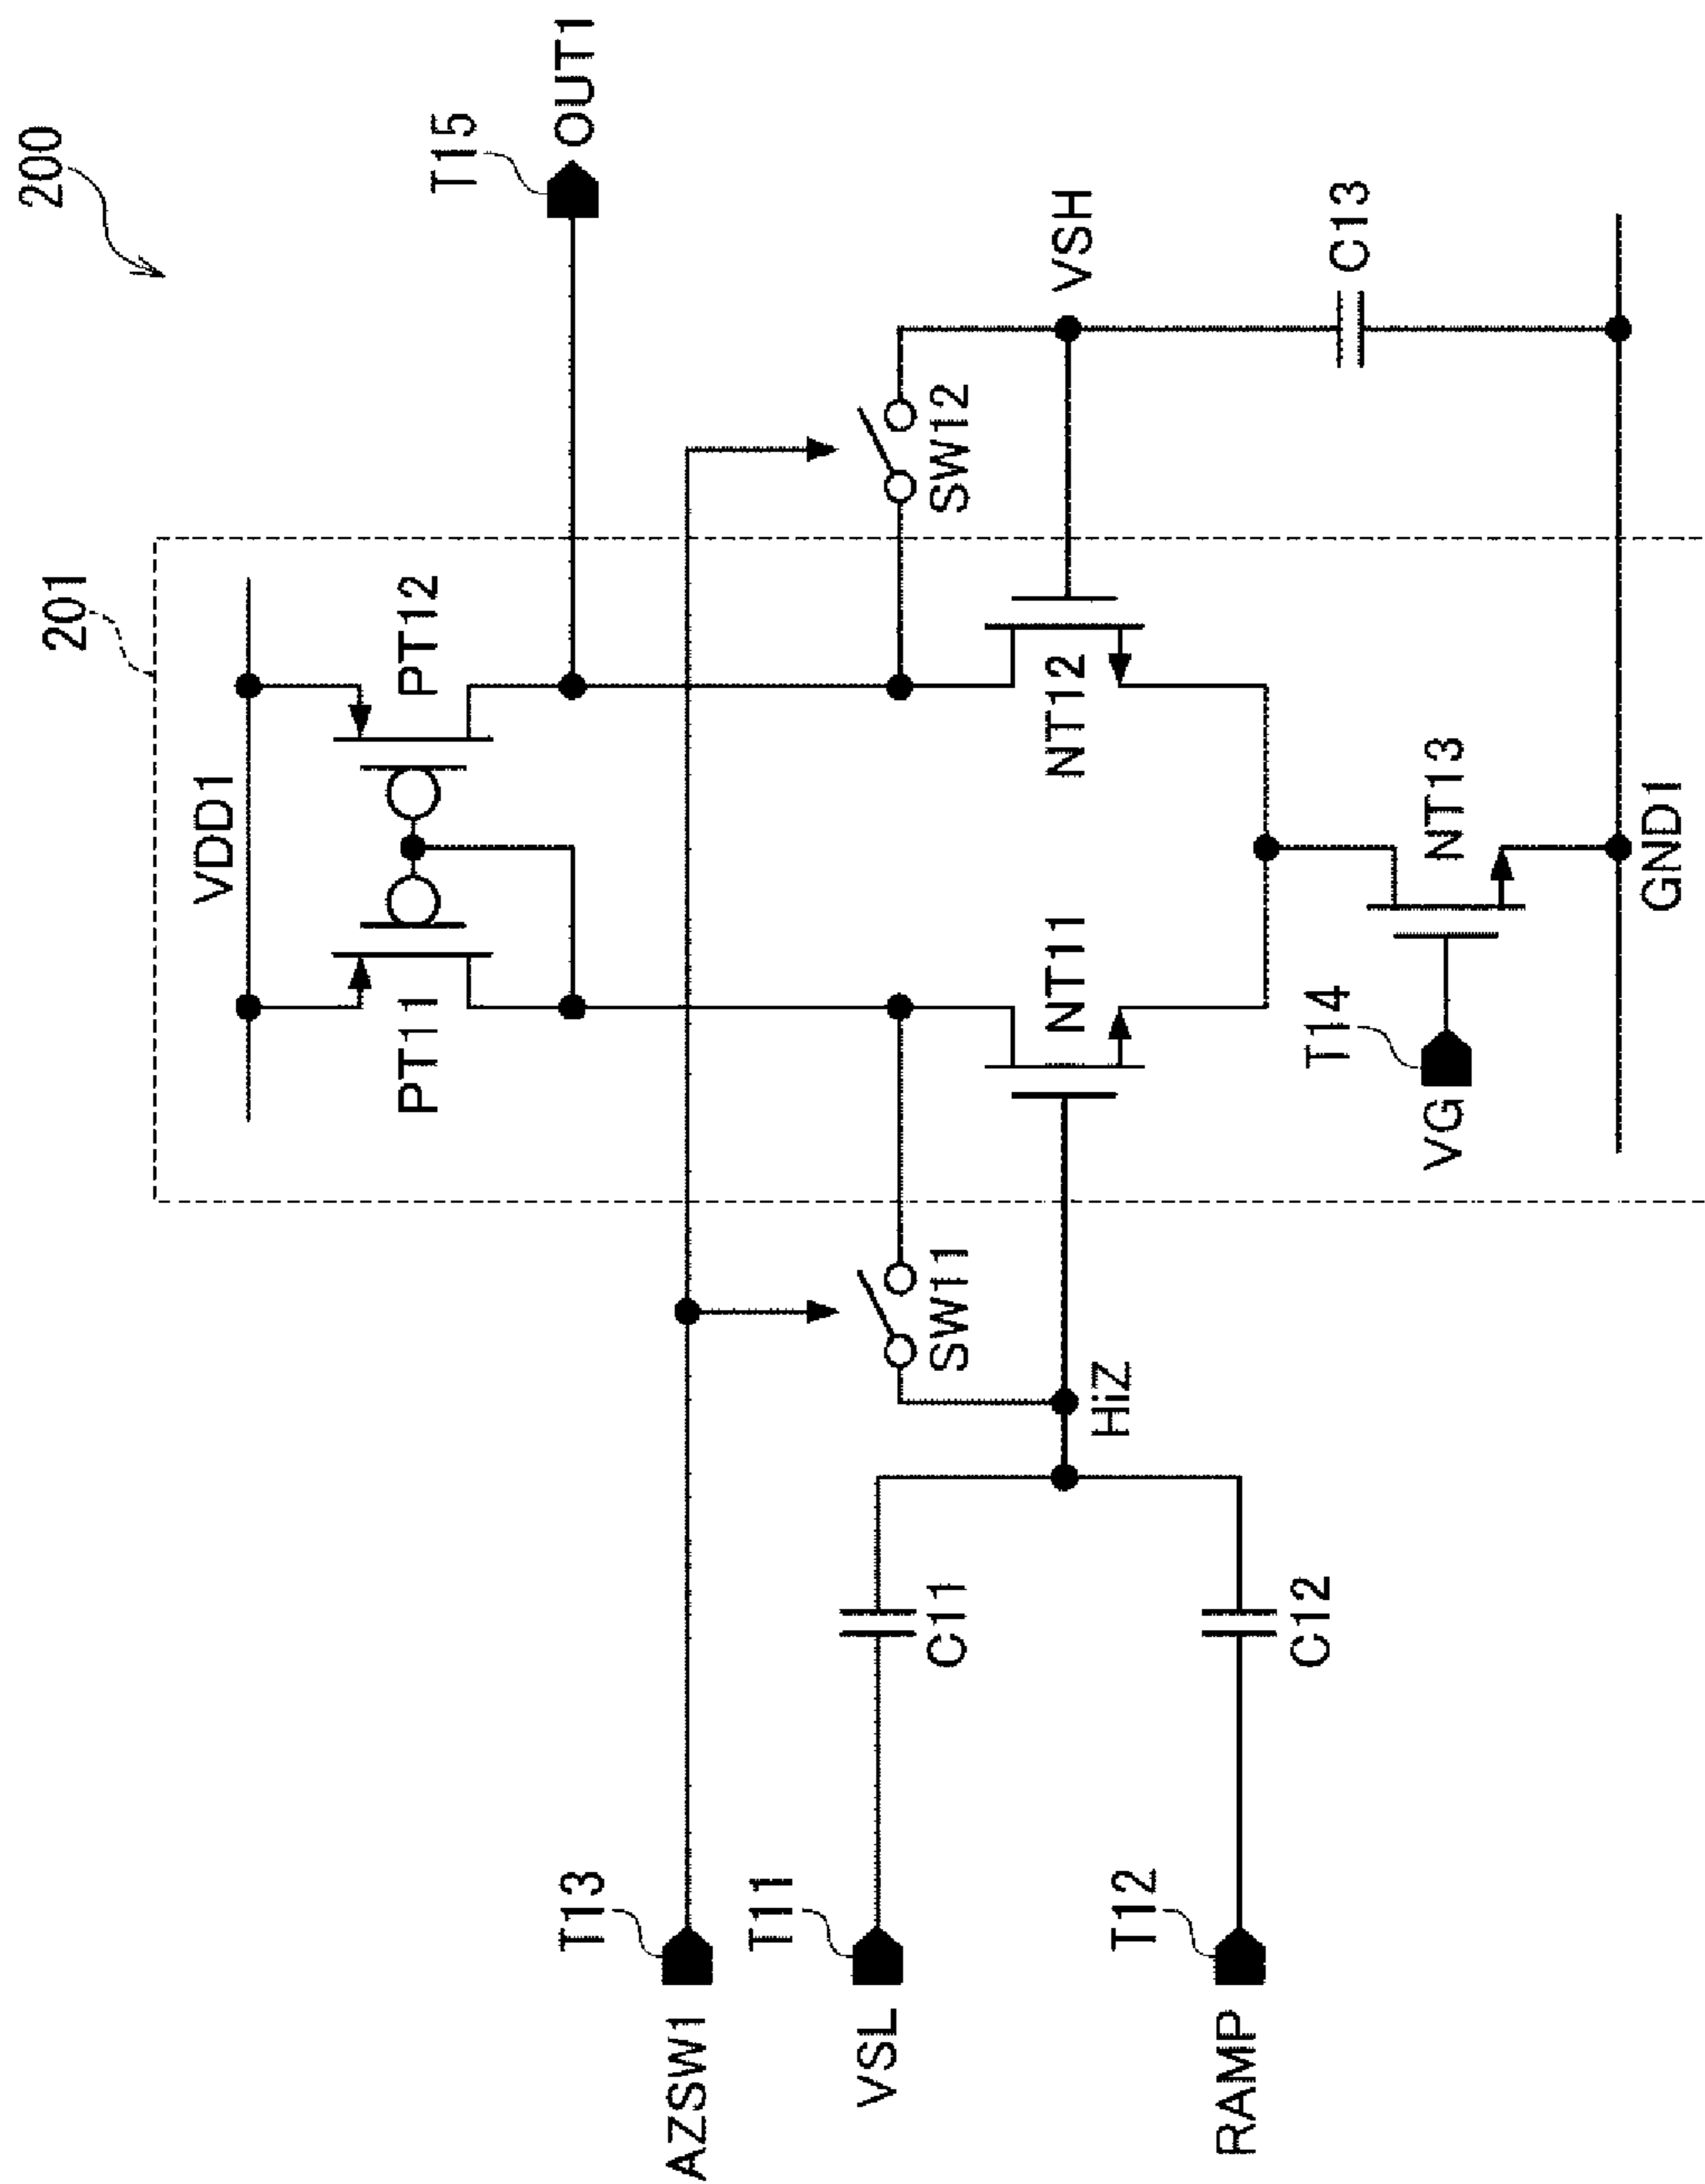 200
201
VDD1
PT11
PT12
T15
OUT1
T13
AZSW1
SW11
SW12
T11
VSL
C11
HiZ
NT11
NT12
VSH
T12
RAMP
C12
T14
VG
NT13
C13
GND1